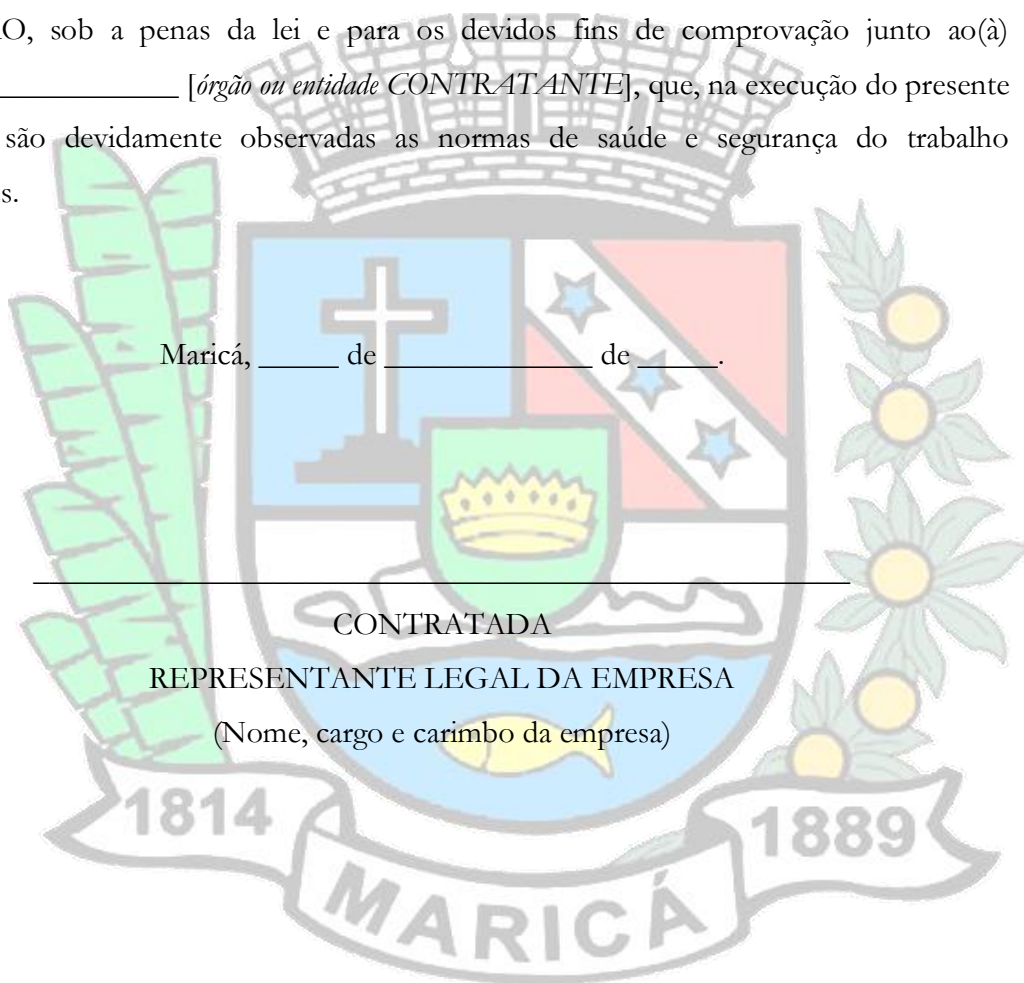 O, sob a penas da lei e para os devidos fins de comprovação junto ao(à)
____________ [órgão ou entidade CONTRATANTE], que, na execução do presente
são devidamente observadas as normas de saúde e segurança do trabalho
s.
Maricá, _____ de _____________ de _____.
CONTRATADA
REPRESENTANTE LEGAL DA EMPRESA
(Nome, cargo e carimbo da empresa)
1814
1889
MARICÁ